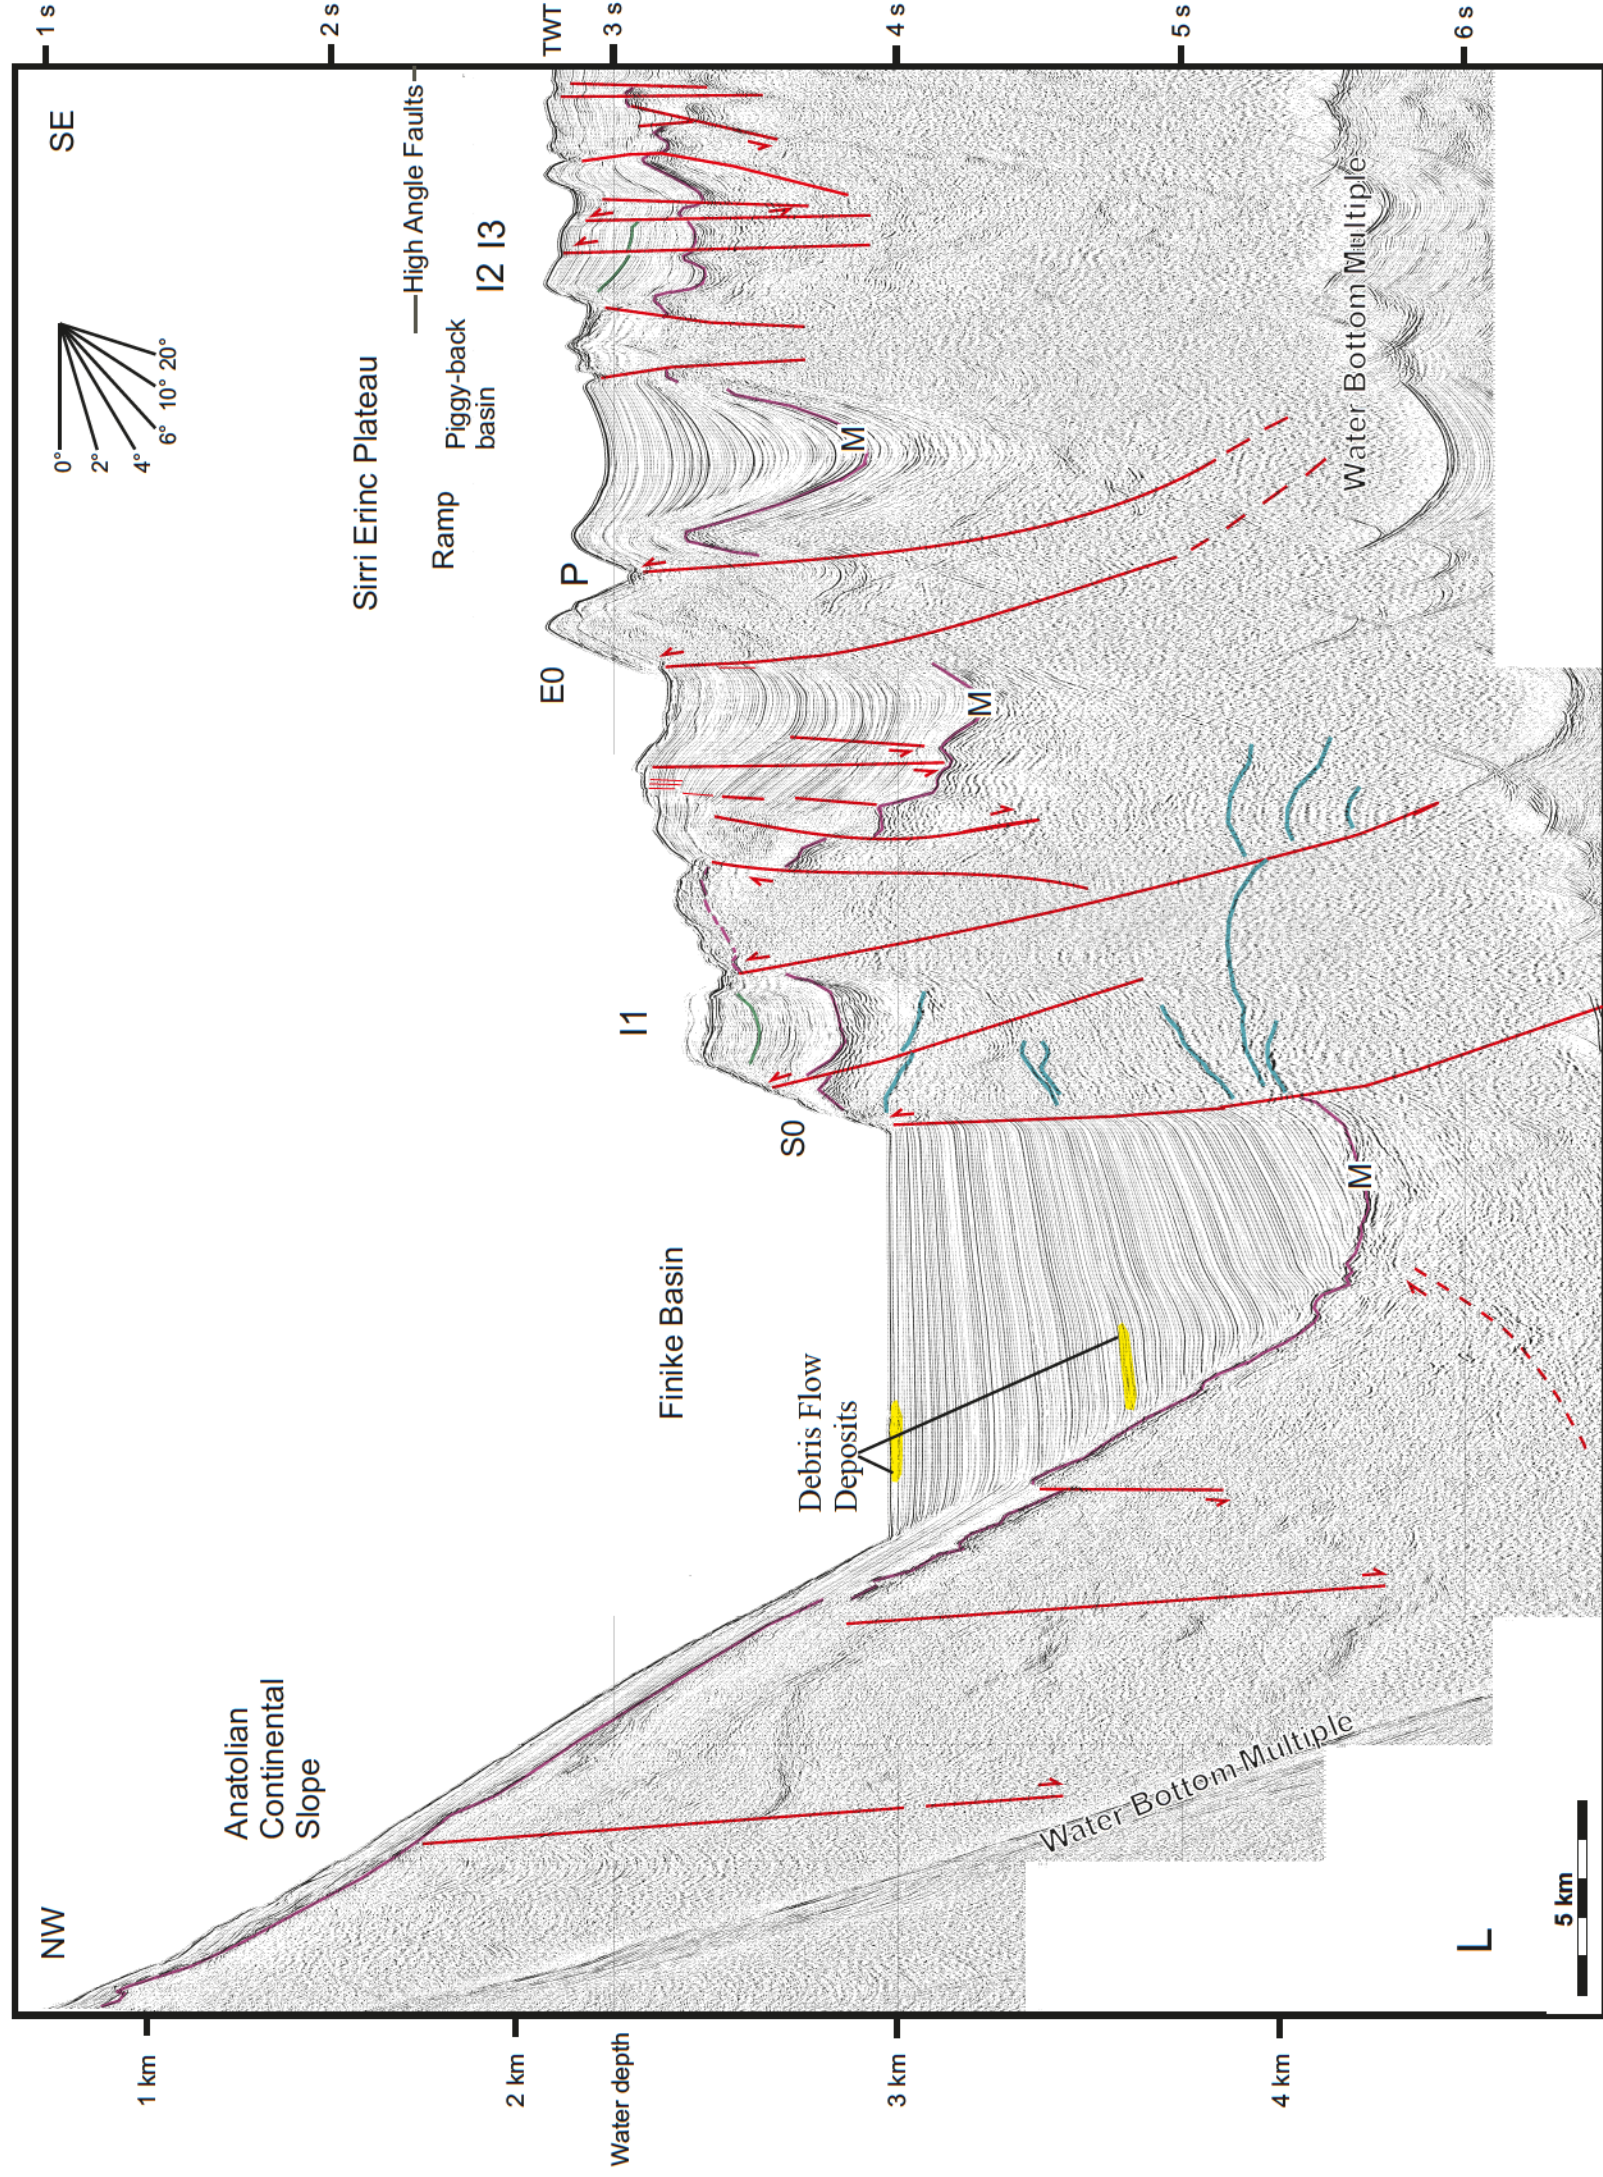 NW
SE
0°
2°
4°
6°
10°
20°
Anatolian
Continental
Slope
Sirri Erinc Plateau
High Angle Faults
Ramp
Piggy-back
basin
I2 I3
Finike Basin
I1
E0
P
S0
Debris Flow
Deposits
M
M
M
Water Bottom Multiple
Water Bottom Multiple
L
5 km
1 km
2 km
Water depth
3 km
4 km
1 s
2 s
TWT
3 s
4 s
5 s
6 s